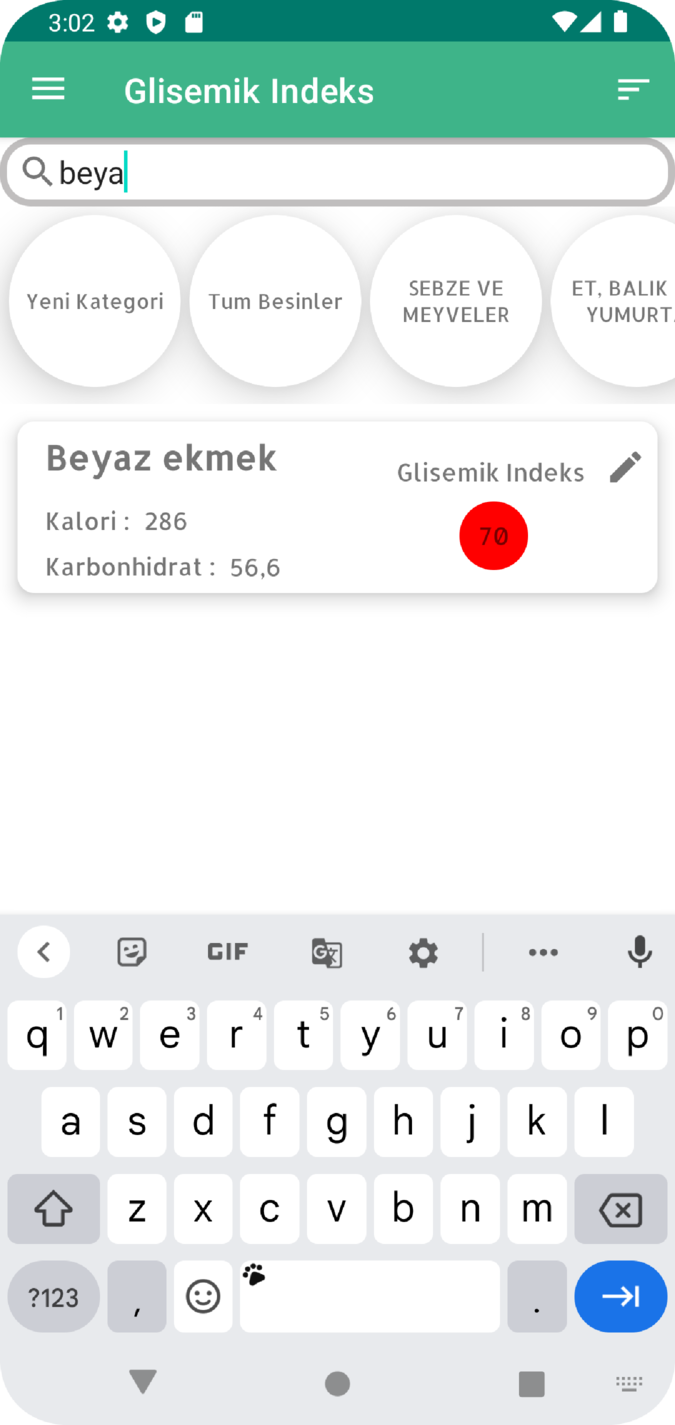 3:02
Glisemik Indeks
beya
Yeni Kategori
Tum Besinler
SEBZE VE
MEYVELER
ET, BALIK
YUMURT
Beyaz ekmek
Glisemik Indeks
Kalori : 286
70
Karbonhidrat : 56,6
GIF
G
1 2 3 4 5 6 7 8 9 0
q w e r t y u i o p
a s d f g h j k l
z x c v b n m
?123 , .